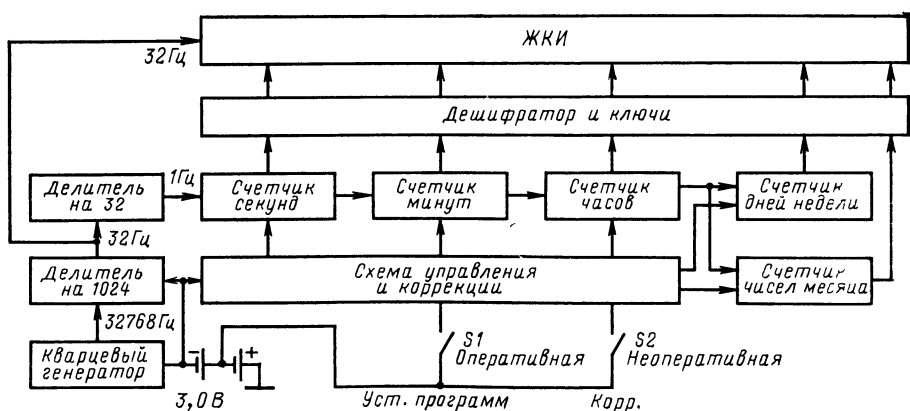 ЖКИ
32Гц
Дешифратор и ключи
Делитель
на 32
1Гц
Счетчик
секунд
Счетчик
минут
Счетчик
часов
Счетчик
дней недели
32Гц
Делитель
на 1024
Схема управления
и коррекции
Счетчик
чисел месяца
32768Гц
Кварцевый
генератор
- +
S1
Оперативная
S2
Неоперативная
3,0В
Уст. программ
Корр.